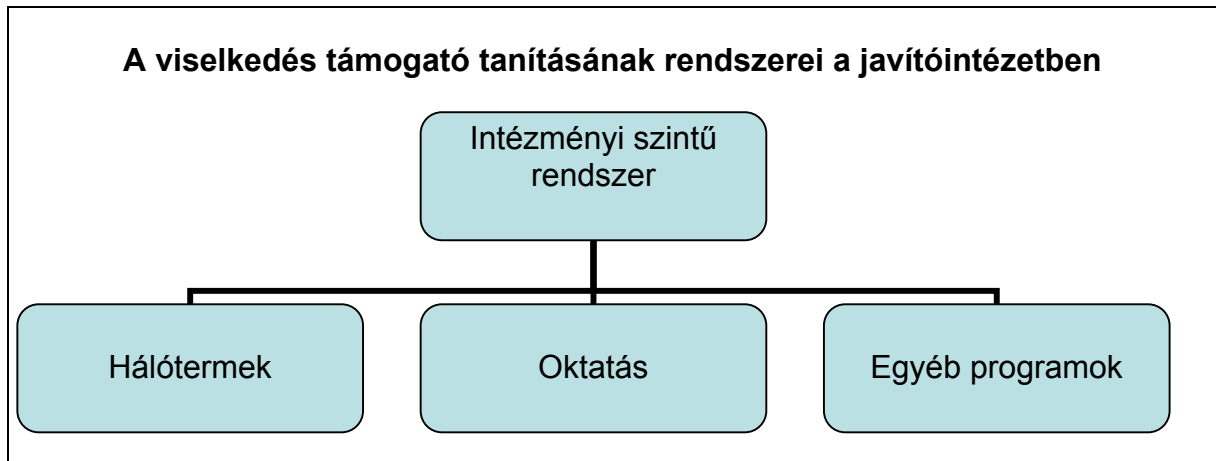 A viselkedés támogató tanításának rendszerei a javítóintézetben
Intézményi szintű
rendszer
Hálótermek
Oktatás
Egyéb programok